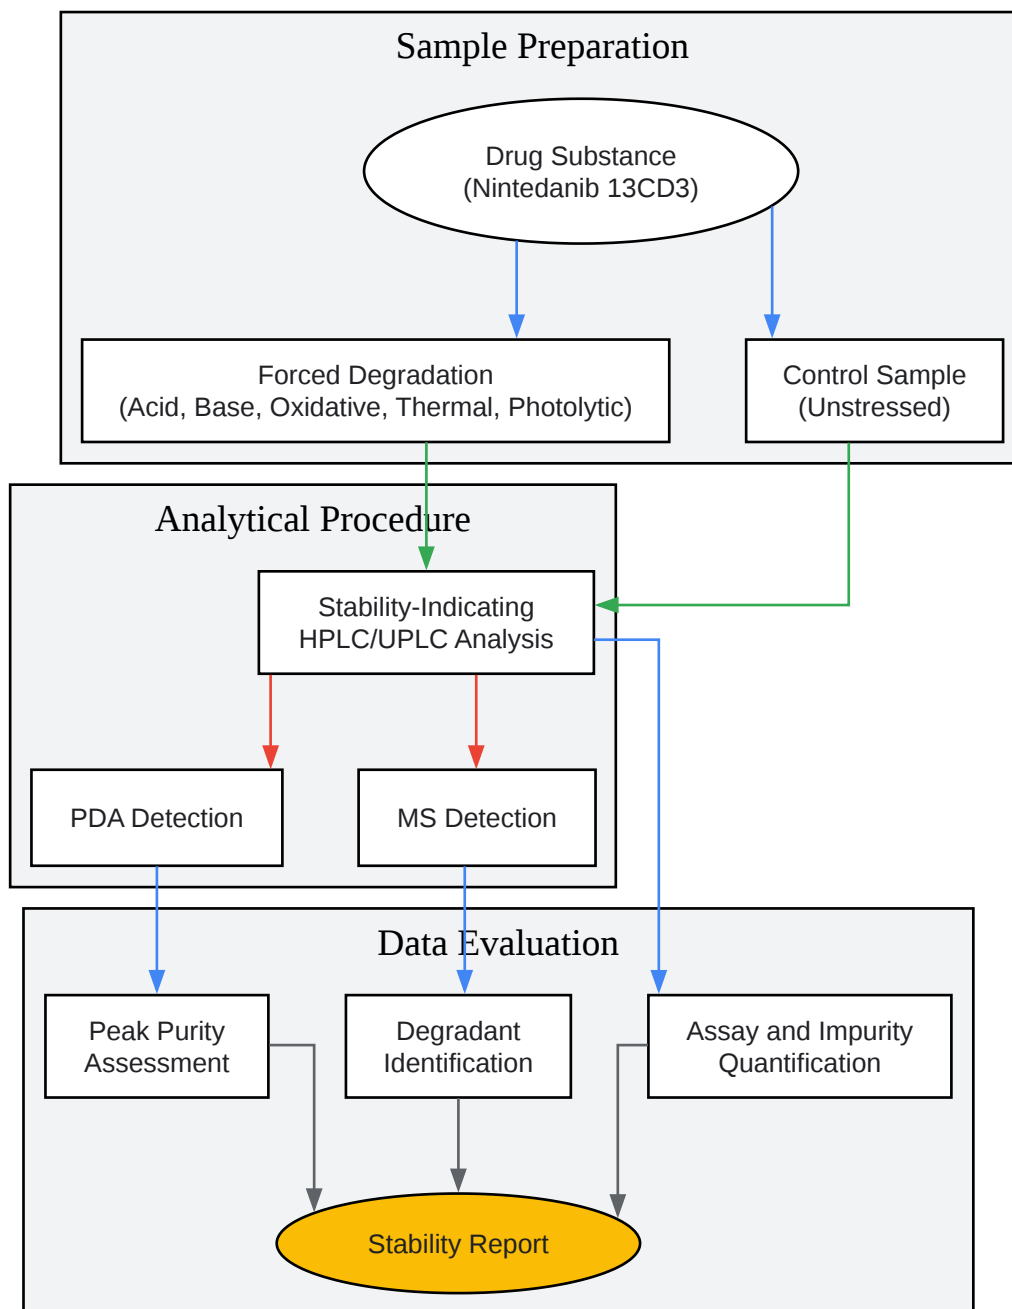 Sample Preparation
Drug Substance
(Nintedanib 13CD3)
Forced Degradation
(Acid, Base, Oxidative, Thermal, Photolytic)
Control Sample
(Unstressed)
Analytical Procedure
Stability-Indicating
HPLC/UPLC Analysis
PDA Detection
MS Detection
Data Evaluation
Peak Purity
Assessment
Degradant
Identification
Assay and Impurity
Quantification
Stability Report